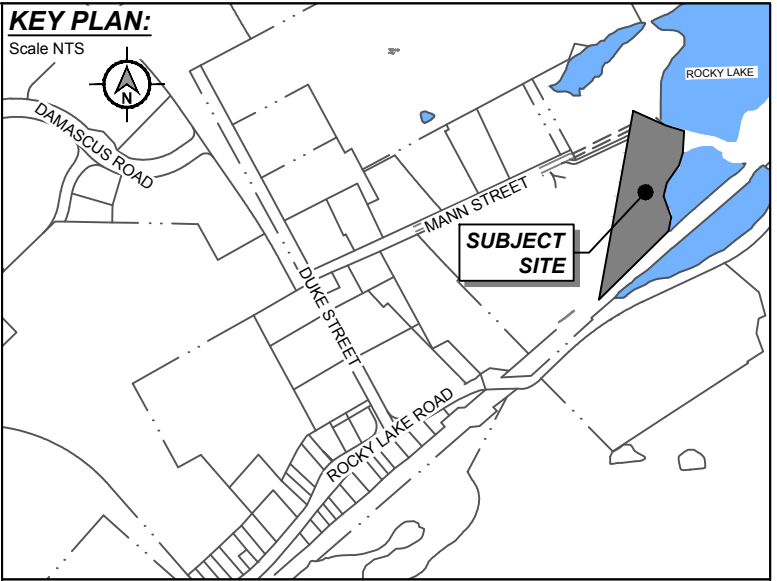 KEY PLAN:
Scale NTS
N
ROCKY LAKE
DAMASCUS ROAD
MANN STREET
SUBJECT
SITE
DUKE STREET
ROCKY LAKE ROAD